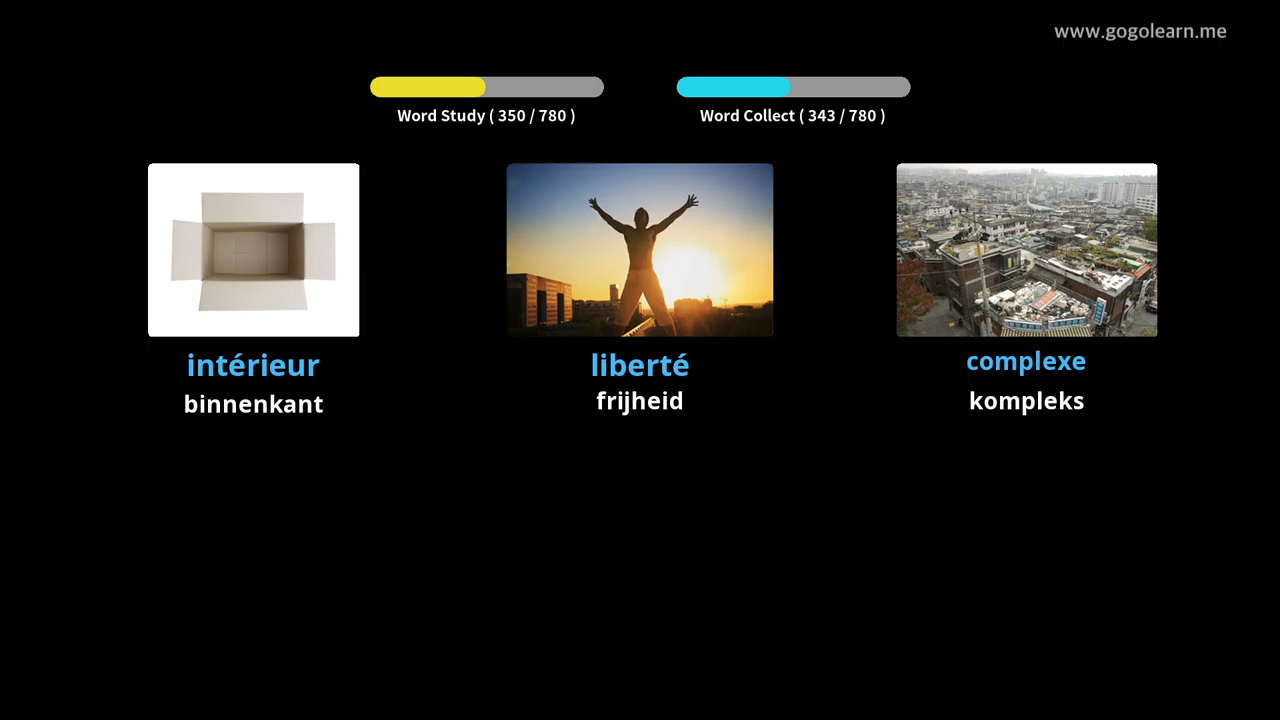 www.gogolearn.me
Word Study ( 350 / 780 )
Word Collect ( 343 / 780 )
intérieur
binnenkant
liberté
frijheid
complexe
kompleks